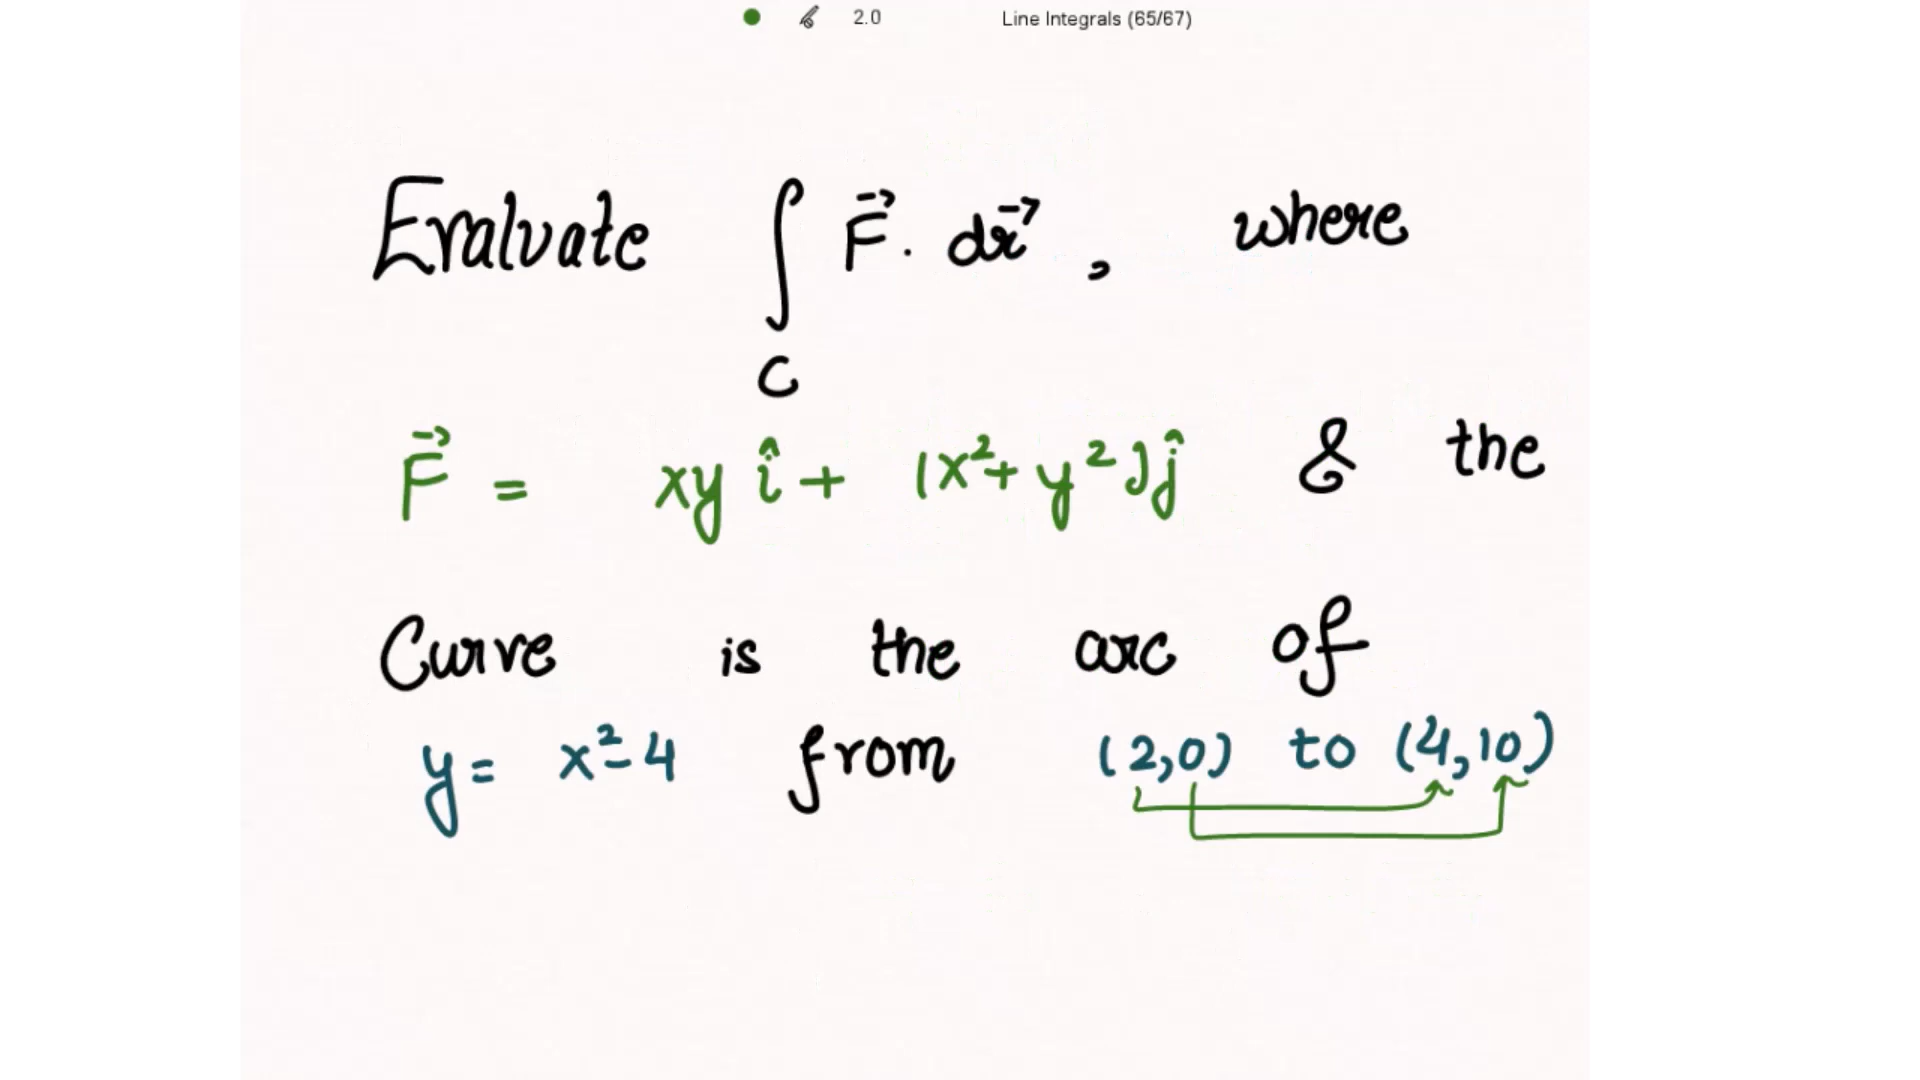 2.0 Line Integrals (65/67)
Evaluate ∫ F⃗ . dr⃗ , where
C
F⃗ = xy î + (x² + y²)ĵ & the
Curve is the arc of
y = x² - 4 from (2,0) to (4,10)